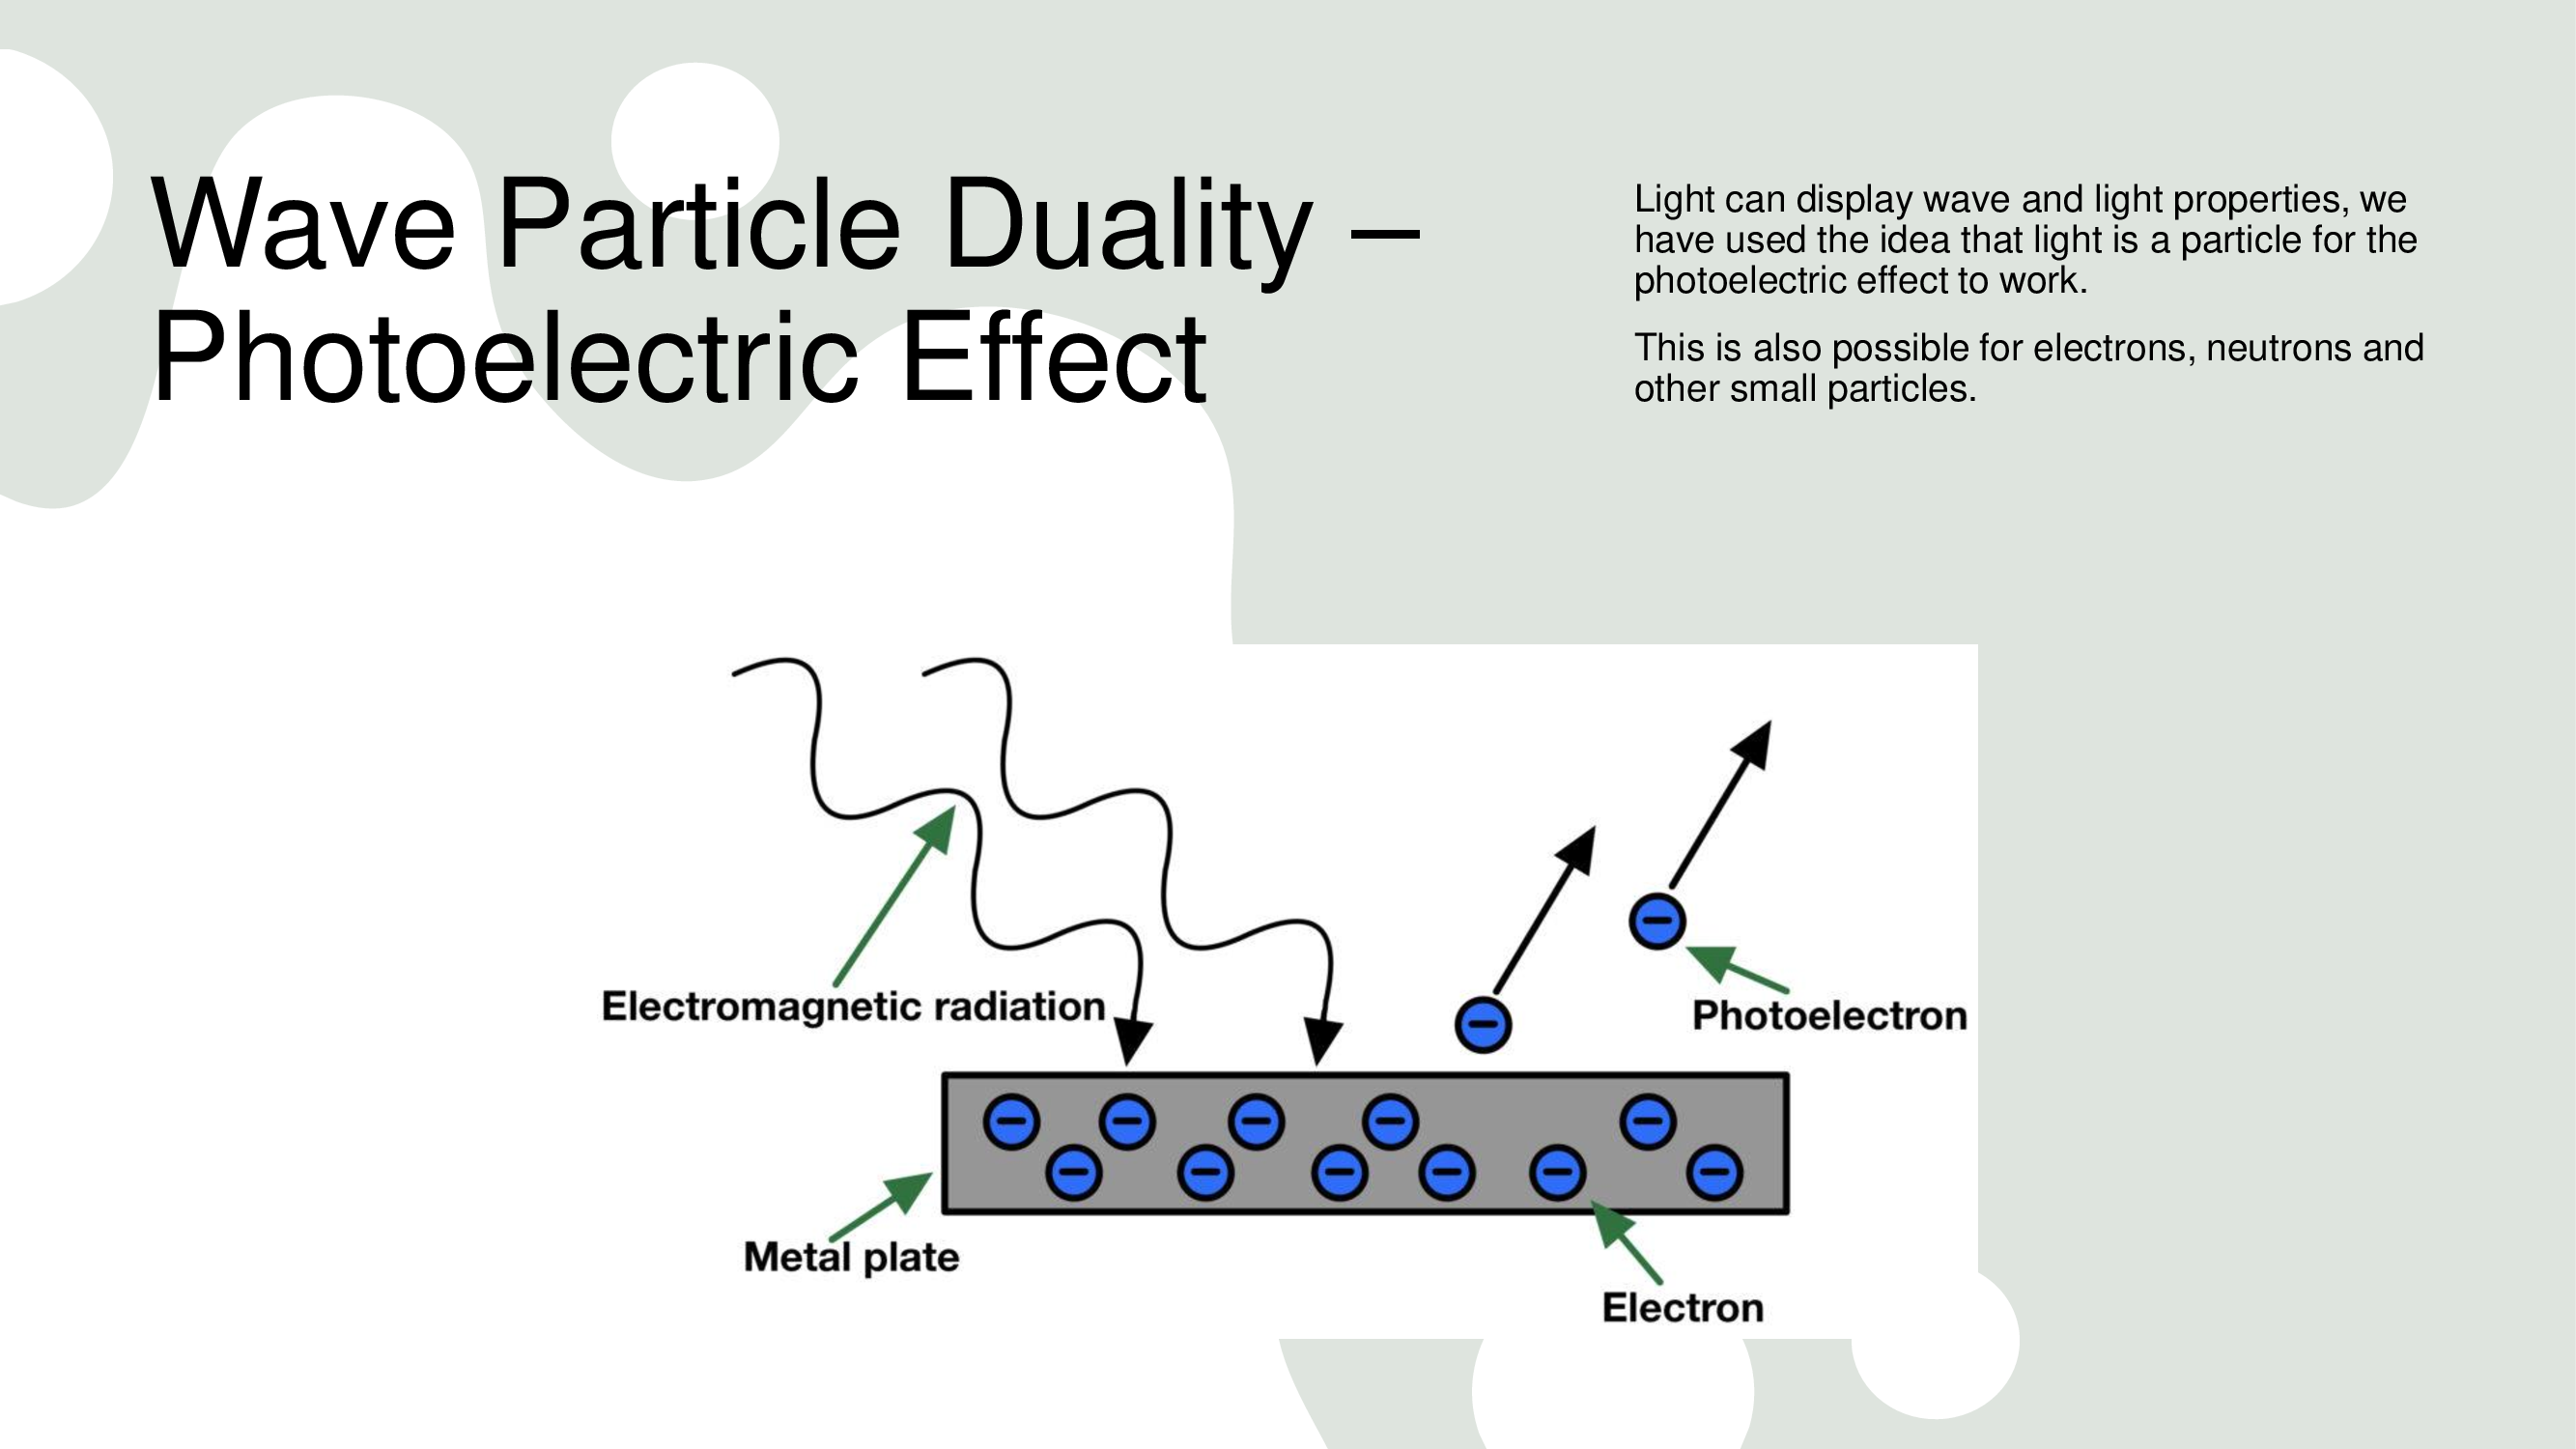 Wave Particle Duality –
Photoelectric Effect
Light can display wave and light properties, we
have used the idea that light is a particle for the
photoelectric effect to work.
This is also possible for electrons, neutrons and
other small particles.
Electromagnetic radiation
Photoelectron
Metal plate
Electron